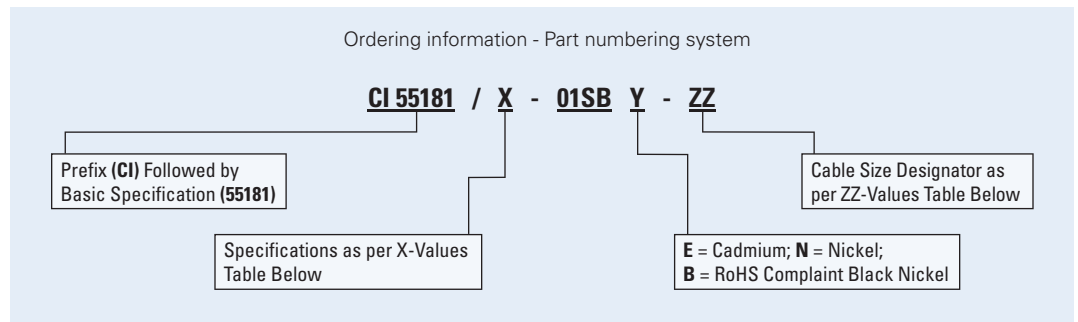 Ordering information - Part numbering system
CI 55181 / X - 01SB Y - ZZ
Prefix (CI) Followed by
Basic Specification (55181)
Cable Size Designator as
per ZZ-Values Table Below
Specifications as per X-Values
Table Below
E = Cadmium; N = Nickel;
B = RoHS Complaint Black Nickel